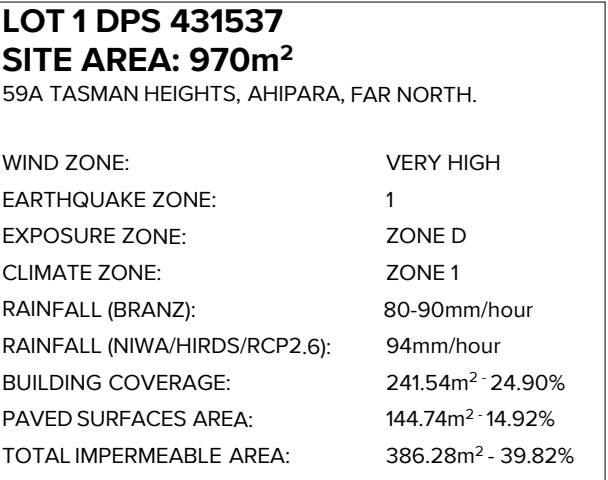 LOT 1 DPS 431537
SITE AREA: 970m²
59A TASMAN HEIGHTS, AHIPARA, FAR NORTH.
WIND ZONE: VERY HIGH
EARTHQUAKE ZONE: 1
EXPOSURE ZONE: ZONE D
CLIMATE ZONE: ZONE 1
RAINFALL (BRANZ): 80-90mm/hour
RAINFALL (NIWA/HIRDS/RCP2.6): 94mm/hour
BUILDING COVERAGE: 241.54m² - 24.90%
PAVED SURFACES AREA: 144.74m² - 14.92%
TOTAL IMPERMEABLE AREA: 386.28m² - 39.82%